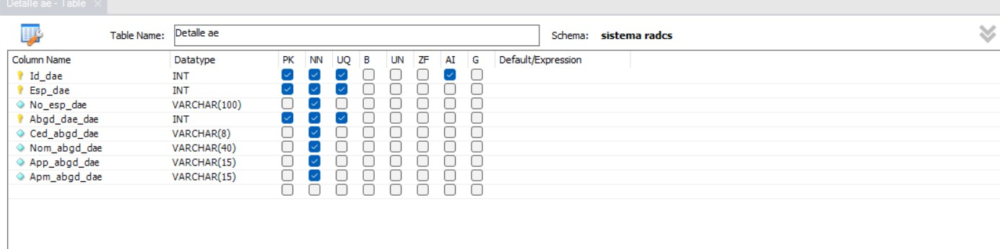 Detalle ae - Table ×
Table Name: Detalle ae Schema: sistema radcs
Column Name Datatype PK NN UQ B UN ZF AI G Default/Expression
Id_dae INT
Esp_dae INT
No_esp_dae VARCHAR(100)
Abgd_dae_dae INT
Ced_abgd_dae VARCHAR(8)
Nom_abgd_dae VARCHAR(40)
App_abgd_dae VARCHAR(15)
Apm_abgd_dae VARCHAR(15)